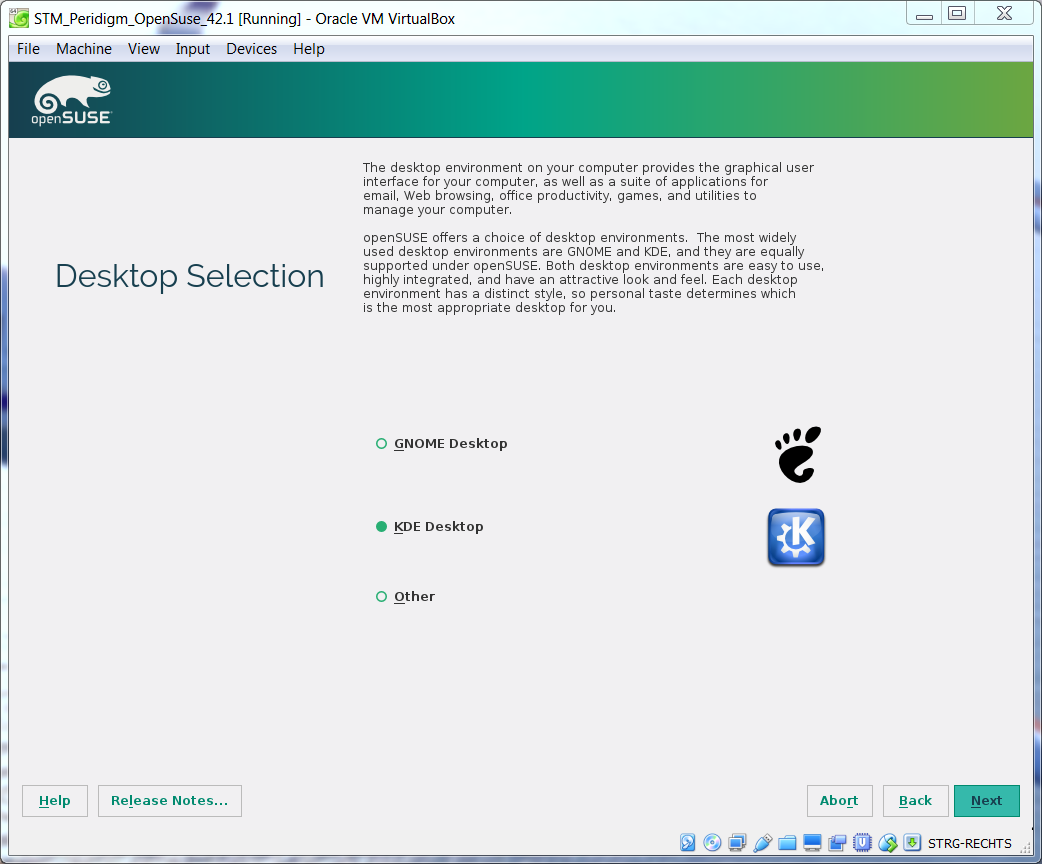 STM_Peridigm_OpenSuse_42.1 [Running] - Oracle VM VirtualBox
File Machine View Input Devices Help
openSUSE
The desktop environment on your computer provides the graphical user
interface for your computer, as well as a suite of applications for
email, Web browsing, office productivity, games, and utilities to
manage your computer.
openSUSE offers a choice of desktop environments.  The most widely
used desktop environments are GNOME and KDE, and they are equally
supported under openSUSE. Both desktop environments are easy to use,
highly integrated, and have an attractive look and feel. Each desktop
environment has a distinct style, so personal taste determines which
is the most appropriate desktop for you.
Desktop Selection
GNOME Desktop
KDE Desktop
Other
Help Release Notes... Abort Back Next
STRG-RECHTS